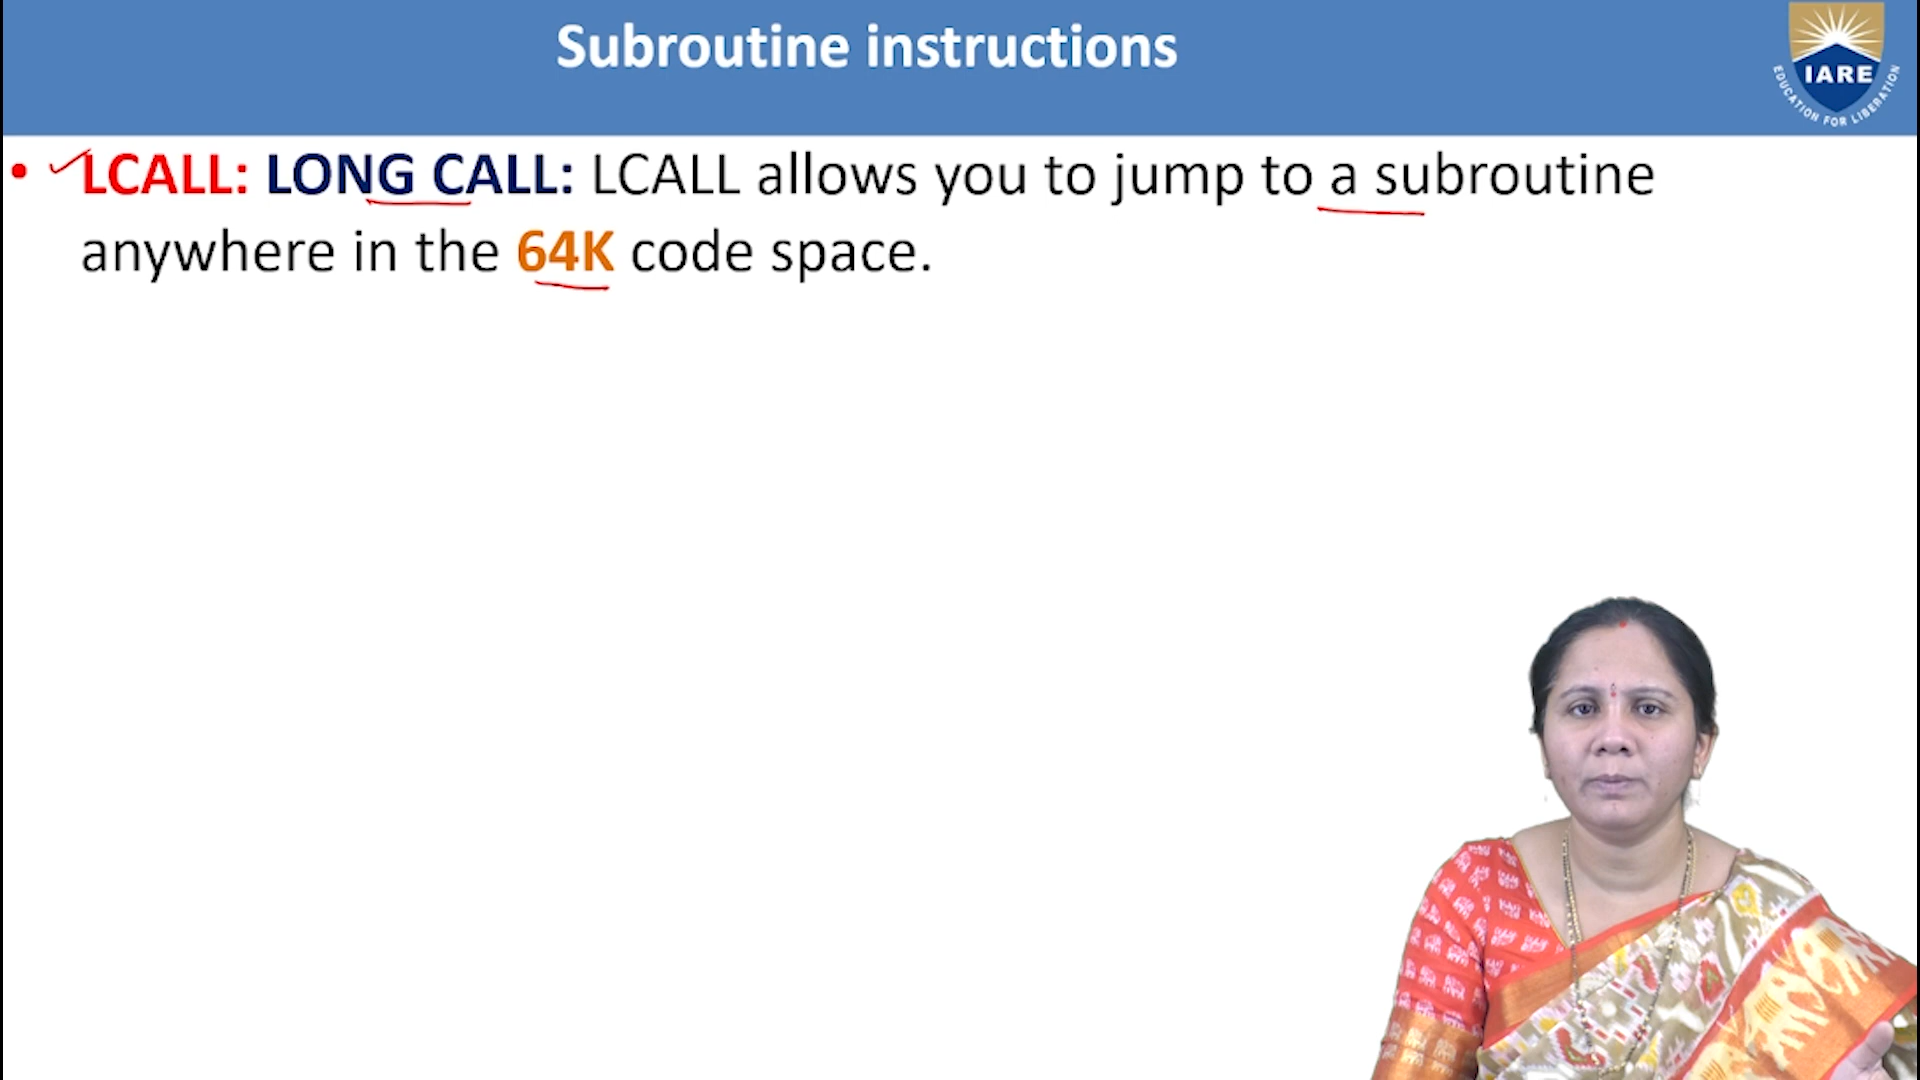 Subroutine instructions
IARE
EDUCATION FOR LIBERATION
• LCALL: LONG CALL: LCALL allows you to jump to a subroutine
anywhere in the 64K code space.